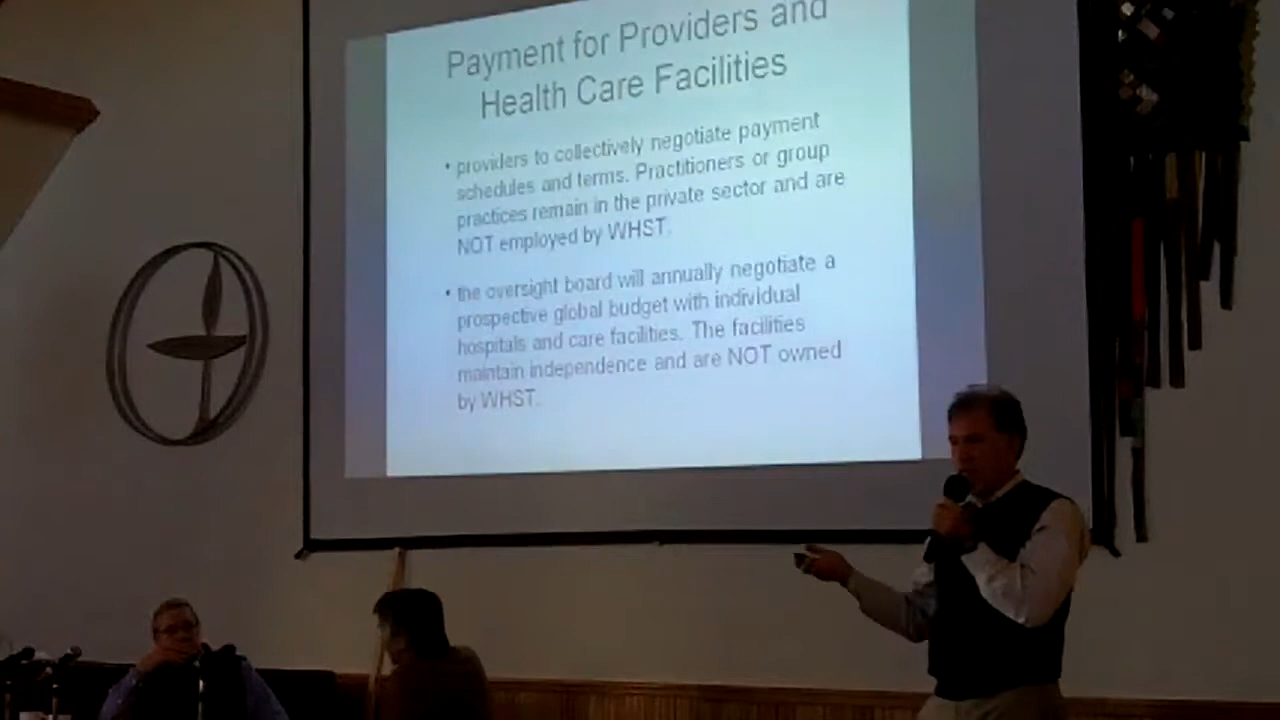 Payment for Providers and
Health Care Facilities
• providers to collectively negotiate payment
schedules and terms. Practitioners or group
practices remain in the private sector and are
NOT employed by WHST.
• the oversight board will annually negotiate a
prospective global budget with individual
hospitals and care facilities. The facilities
maintain independence and are NOT owned
by WHST.